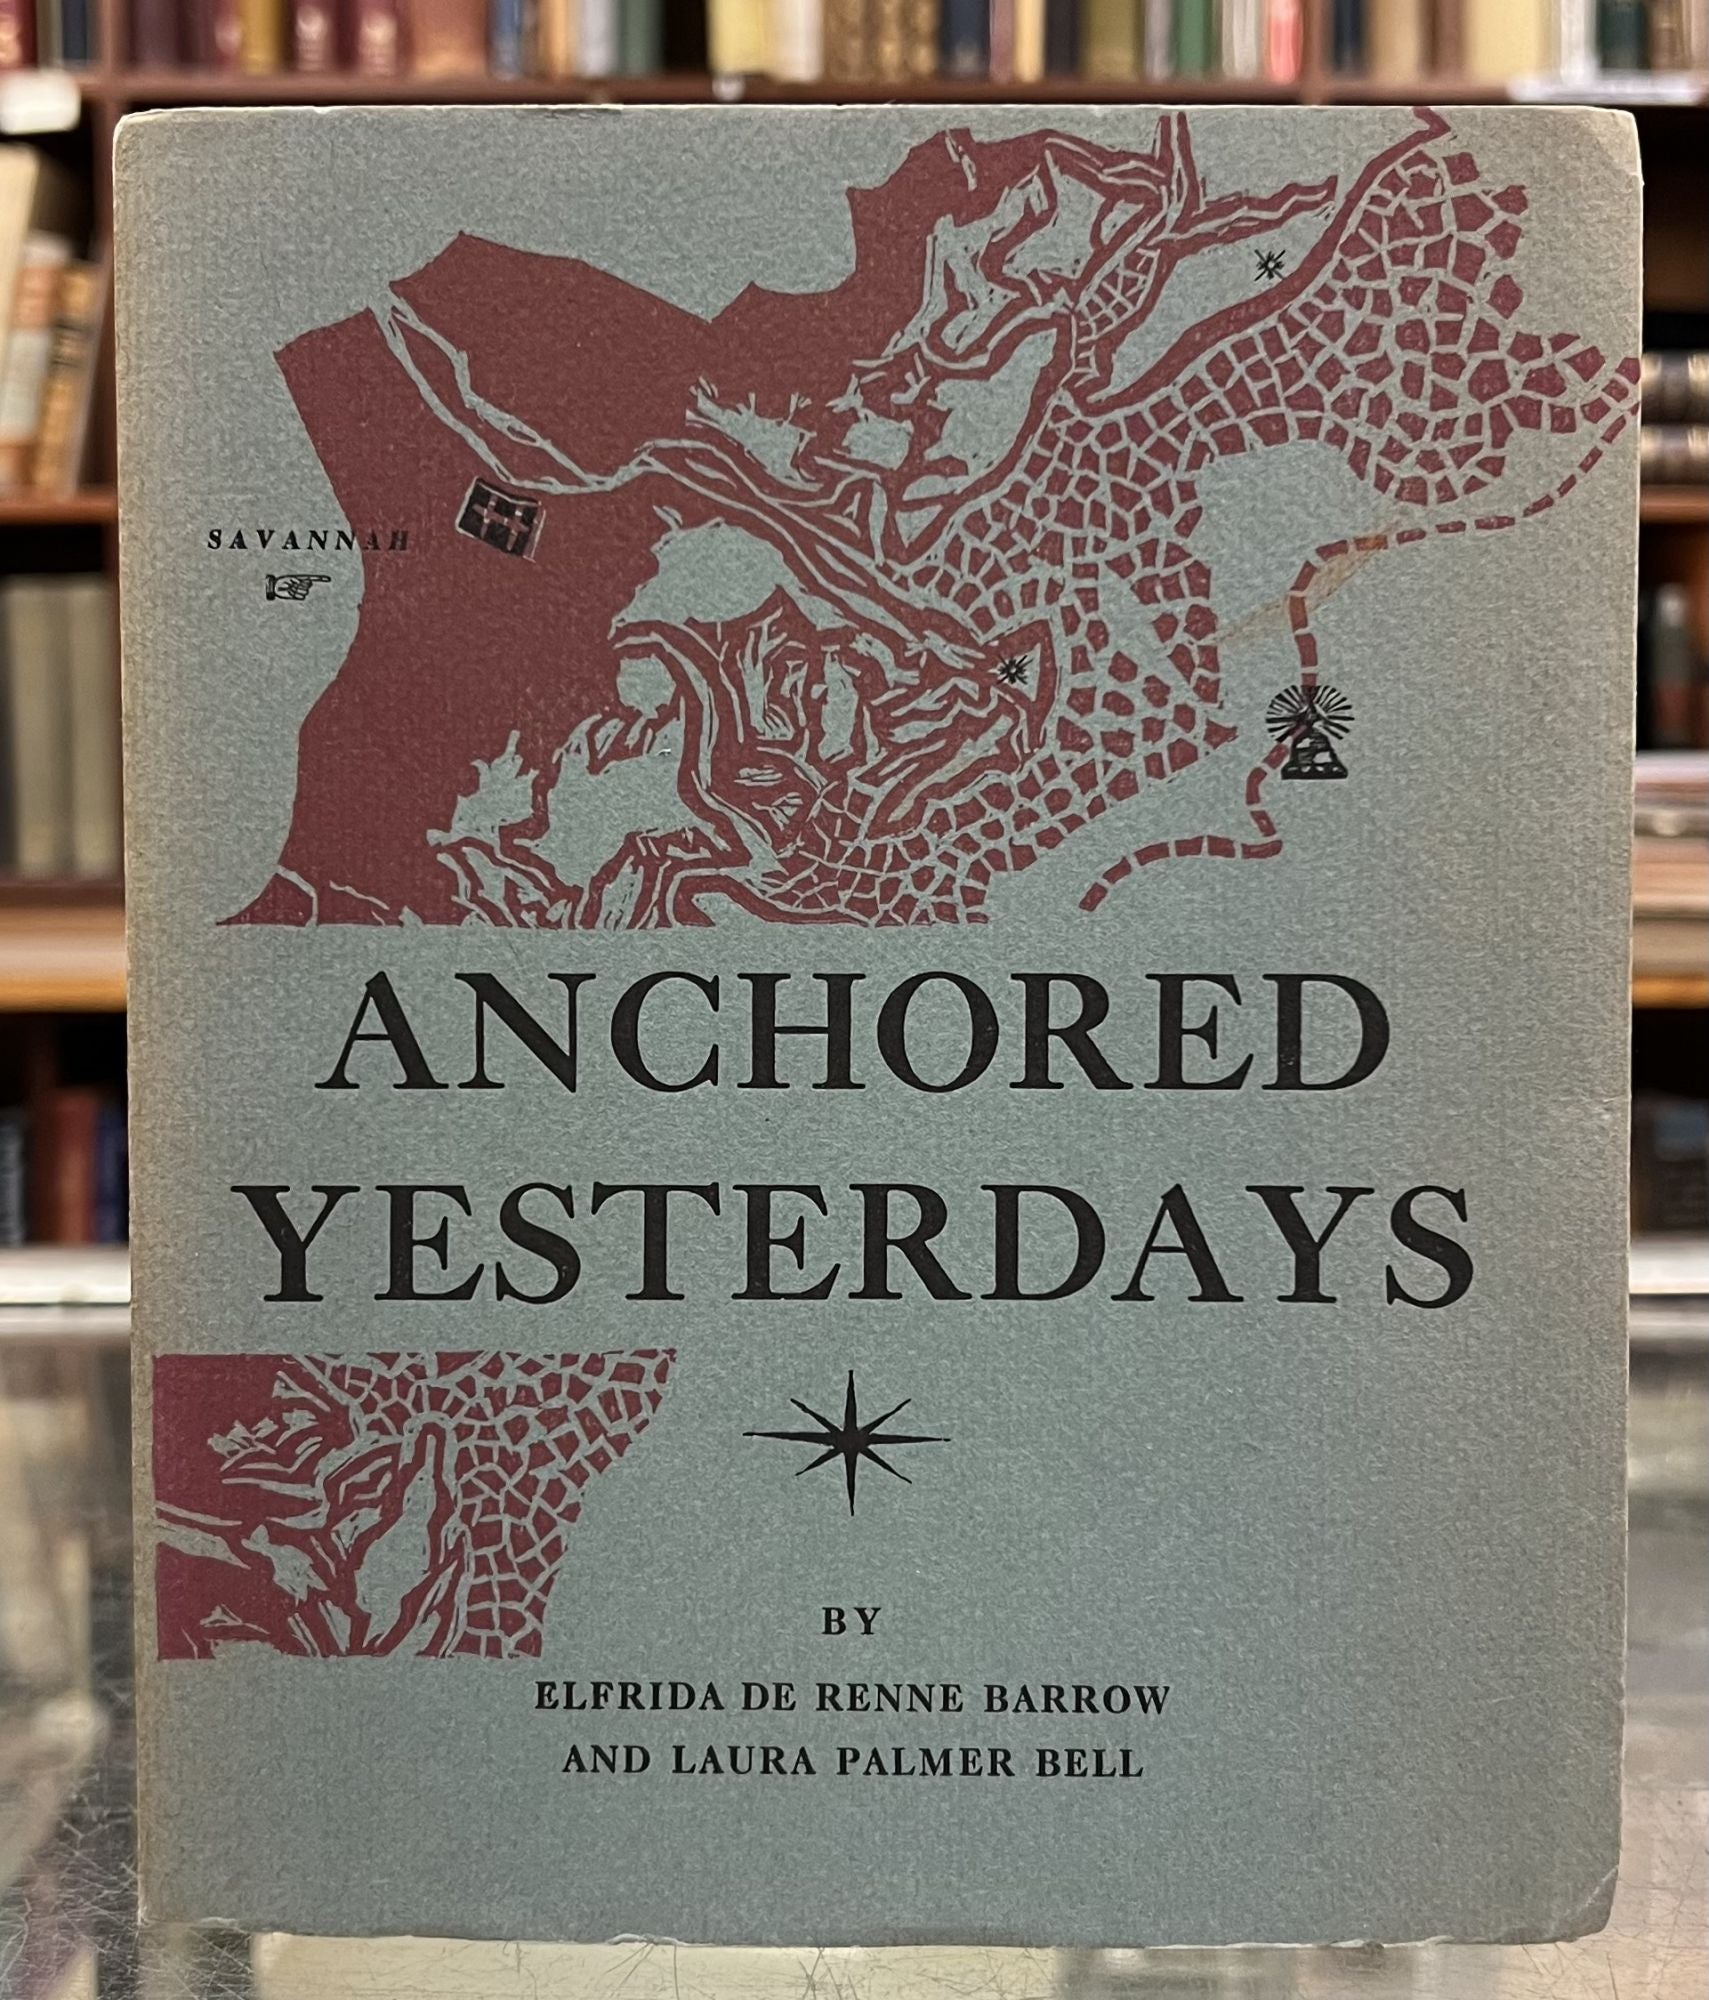 SAVANNAH
ANCHORED
YESTERDAYS
BY
ELFRIDA DE RENNE BARROW
AND LAURA PALMER BELL